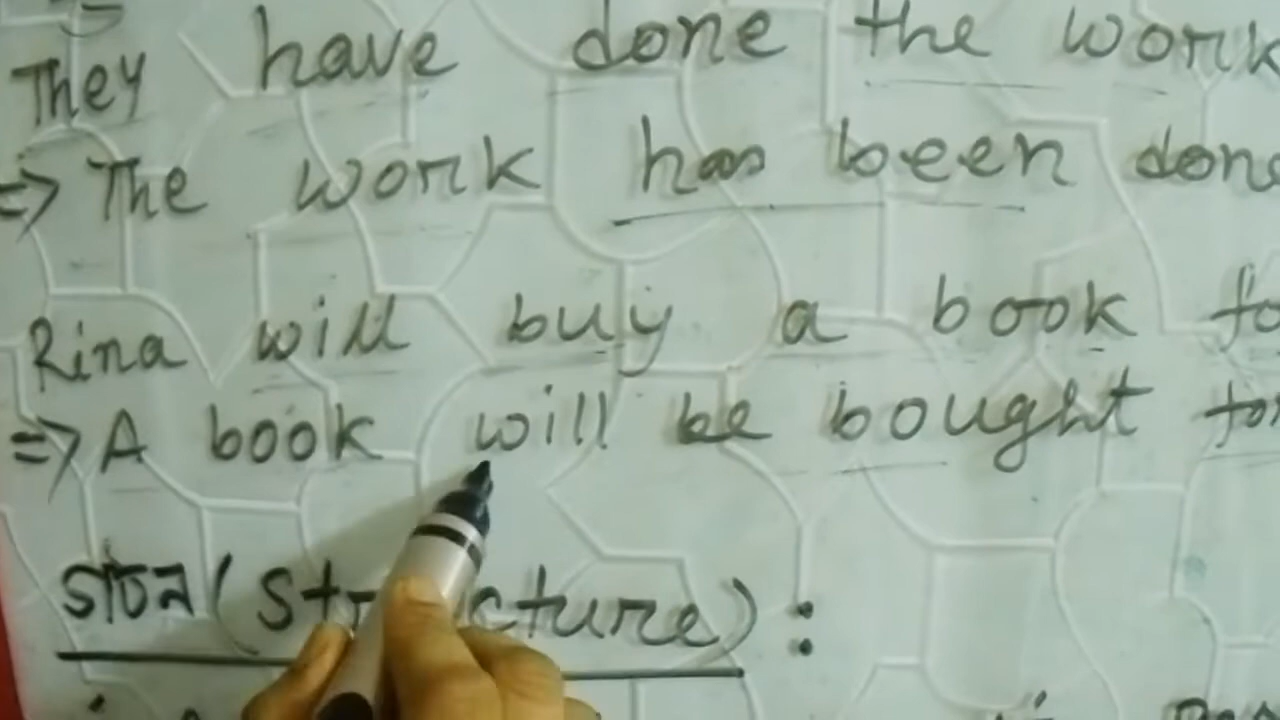 They have done the work
=> The work has been done
Rina will buy a book
=> A book will be bought for
গঠন (Structure) :